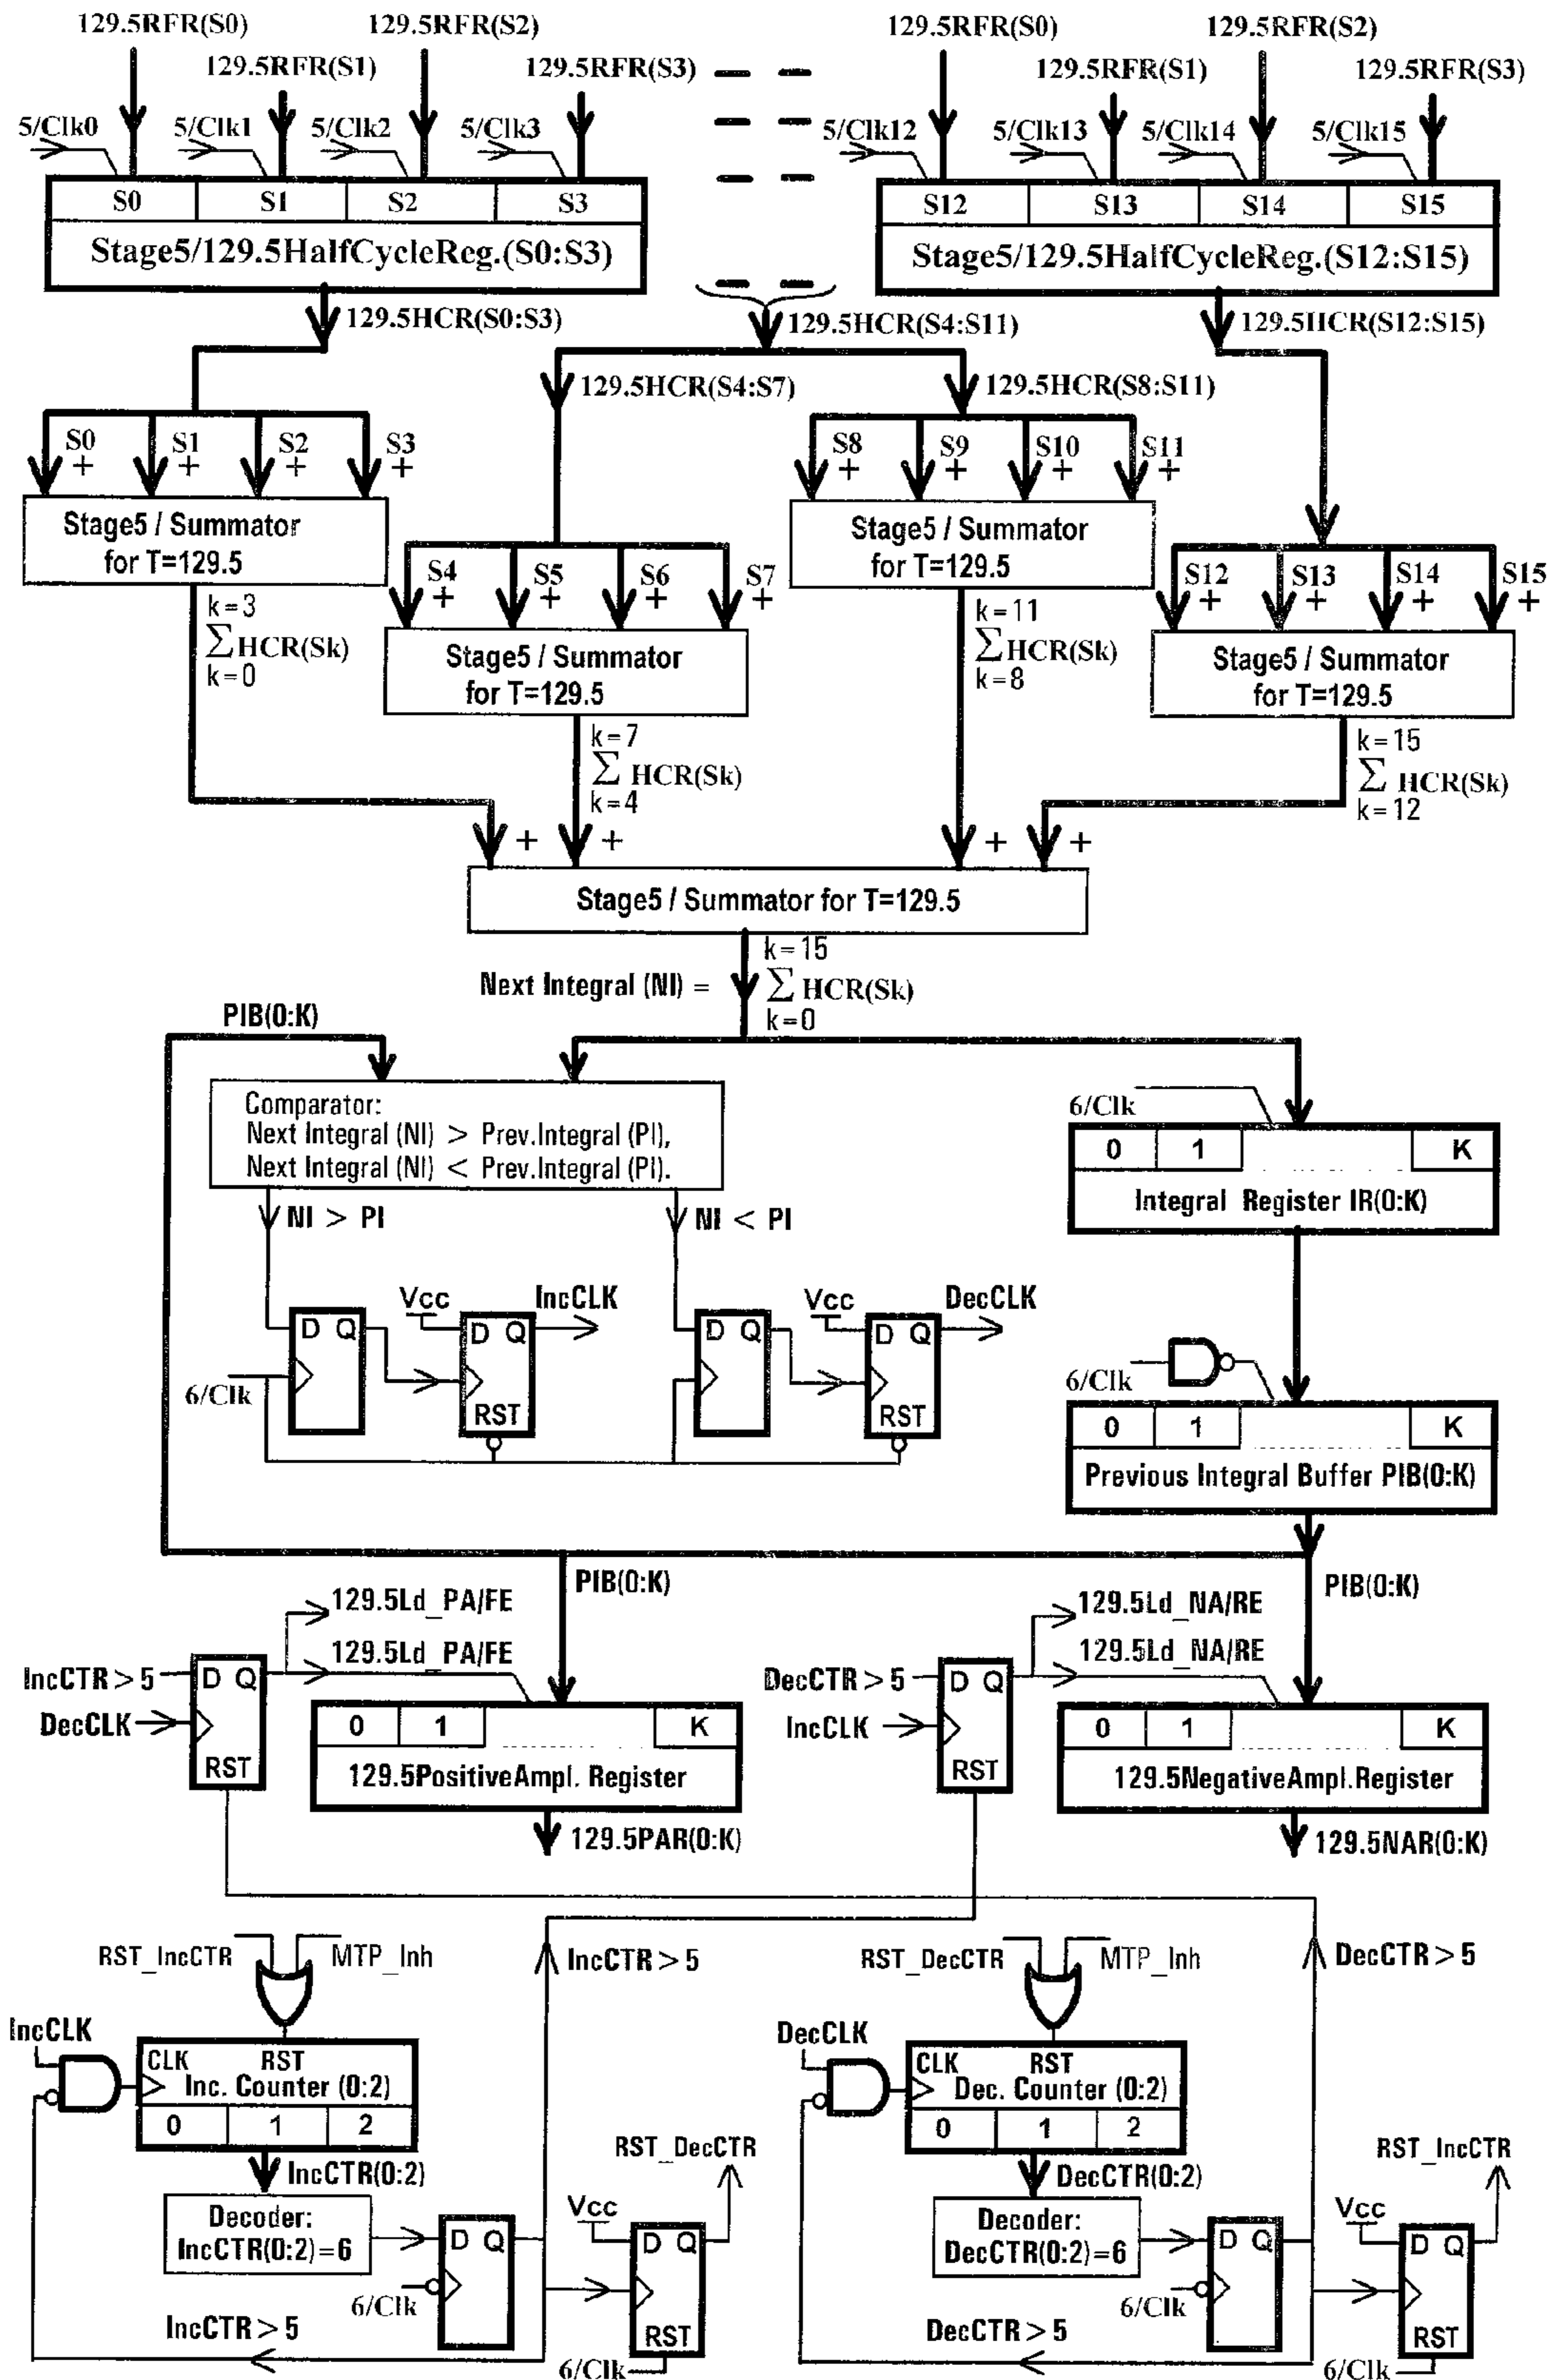 129.5RFR(S0)
129.5RFR(S2)
129.5RFR(S0)
129.5RFR(S2)
129.5RFR(S1)
129.5RFR(S3)
129.5RFR(S1)
129.5RFR(S3)
5/Clk0
5/Clk1
5/Clk2
5/Clk3
5/Clk12
5/Clk13
5/Clk14
5/Clk15
S0 S1 S2 S3
S12 S13 S14 S15
Stage5/129.5HalfCycleReg.(S0:S3)
Stage5/129.5HalfCycleReg.(S12:S15)
129.5HCR(S0:S3)
129.5HCR(S4:S11)
129.5HCR(S12:S15)
129.5HCR(S4:S7)
129.5HCR(S8:S11)
S0 S1 S2 S3
+ + + +
S8 S9 S10 S11
+ + + +
Stage5 / Summator
for T=129.5
Stage5 / Summator
for T=129.5
S4 S5 S6 S7
+ + + +
S12 S13 S14 S15
+ + + +
k=3
∑HCR(Sk)
k=0
Stage5 / Summator
for T=129.5
k=11
∑HCR(Sk)
k=8
Stage5 / Summator
for T=129.5
k=7
∑ HCR(Sk)
k=4
k=15
∑ HCR(Sk)
k=12
+ + + +
Stage5 / Summator for T=129.5
k=15
Next Integral (NI) = ∑ HCR(Sk)
k=0
PIB(0:K)
Comparator:
Next Integral (NI) > Prev.Integral (PI),
Next Integral (NI) < Prev.Integral (PI).
6/Clk
0 1 K
Integral Register IR(0:K)
NI > PI
NI < PI
Vcc
IncCLK
Vcc
DecCLK
D Q
D Q
D Q
D Q
6/Clk
RST
RST
6/Clk
0 1 K
Previous Integral Buffer PIB(0:K)
PIB(0:K)
PIB(0:K)
129.5Ld_PA/FE
129.5Ld_NA/RE
129.5Ld_PA/FE
129.5Ld_NA/RE
IncCTR > 5
D Q
DecCTR > 5
D Q
DecCLK
0 1 K
IncCLK
0 1 K
RST
129.5PositiveAmpl. Register
RST
129.5NegativeAmpl.Register
129.5PAR(0:K)
129.5NAR(0:K)
RST_IncCTR
MTP_Inh
IncCTR > 5
RST_DecCTR
MTP_Inh
DecCTR > 5
IncCLK
DecCLK
CLK RST
Inc. Counter (0:2)
0 1 2
CLK RST
Dec. Counter (0:2)
0 1 2
IncCTR(0:2)
RST_DecCTR
DecCTR(0:2)
RST_IncCTR
Decoder:
IncCTR(0:2)=6
D Q
Vcc
D Q
Decoder:
DecCTR(0:2)=6
D Q
Vcc
D Q
6/Clk
6/Clk
IncCTR > 5
RST
DecCTR > 5
RST
6/Clk
6/Clk